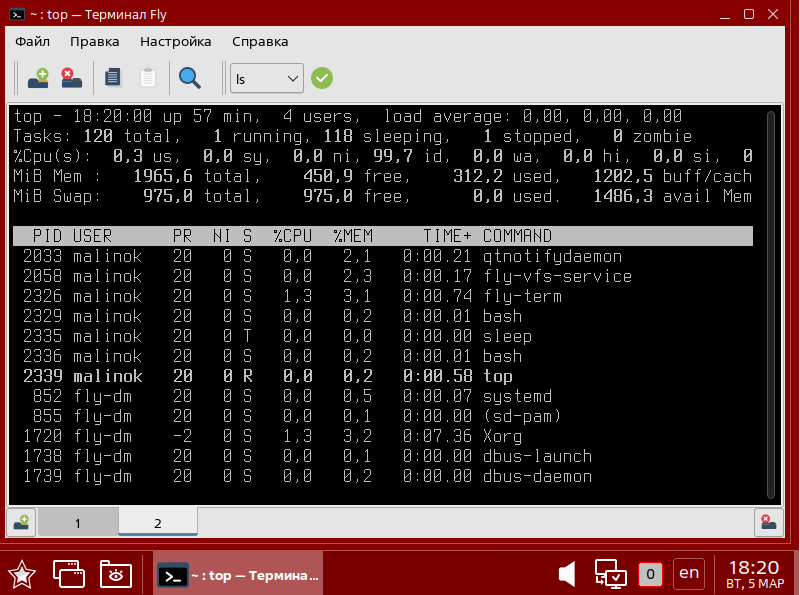 ~ : top — Терминал Fly
Файл Правка Настройка Справка
ls
top - 18:20:00 up 57 min, 4 users, load average: 0,00, 0,00, 0,00
Tasks: 120 total, 1 running, 118 sleeping, 1 stopped, 0 zombie
%Cpu(s): 0,3 us, 0,0 sy, 0,0 ni, 99,7 id, 0,0 wa, 0,0 hi, 0,0 si, 0
MiB Mem : 1965,6 total, 450,9 free, 312,2 used, 1202,5 buff/cach
MiB Swap: 975,0 total, 975,0 free, 0,0 used. 1486,3 avail Mem
PID USER PR NI S %CPU %MEM TIME+ COMMAND
2033 malinok 20 0 S 0,0 2,1 0:00.21 qtnotifydaemon
2058 malinok 20 0 S 0,0 2,3 0:00.17 fly-vfs-service
2326 malinok 20 0 S 1,3 3,1 0:00.74 fly-term
2329 malinok 20 0 S 0,0 0,2 0:00.01 bash
2335 malinok 20 0 T 0,0 0,0 0:00.00 sleep
2336 malinok 20 0 S 0,0 0,2 0:00.01 bash
2339 malinok 20 0 R 0,0 0,2 0:00.58 top
852 fly-dm 20 0 S 0,0 0,5 0:00.07 systemd
855 fly-dm 20 0 S 0,0 0,1 0:00.00 (sd-pam)
1720 fly-dm -2 0 S 1,3 3,2 0:07.36 Xorg
1738 fly-dm 20 0 S 0,0 0,1 0:00.00 dbus-launch
1739 fly-dm 20 0 S 0,0 0,2 0:00.00 dbus-daemon
1 2
~ : top — Термина...
0 en 18:20
ВТ, 5 МАР